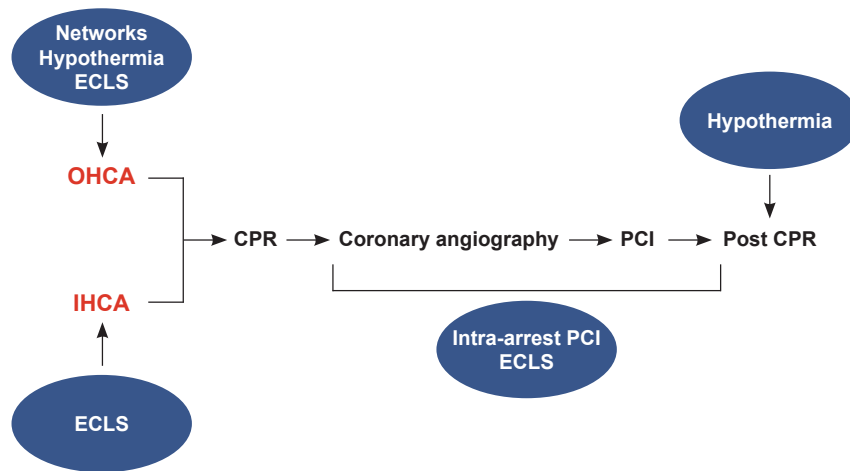 Networks
Hypothermia
ECLS
Hypothermia
OHCA
CPR
Coronary angiography
PCI
Post CPR
IHCA
Intra-arrest PCI
ECLS
ECLS